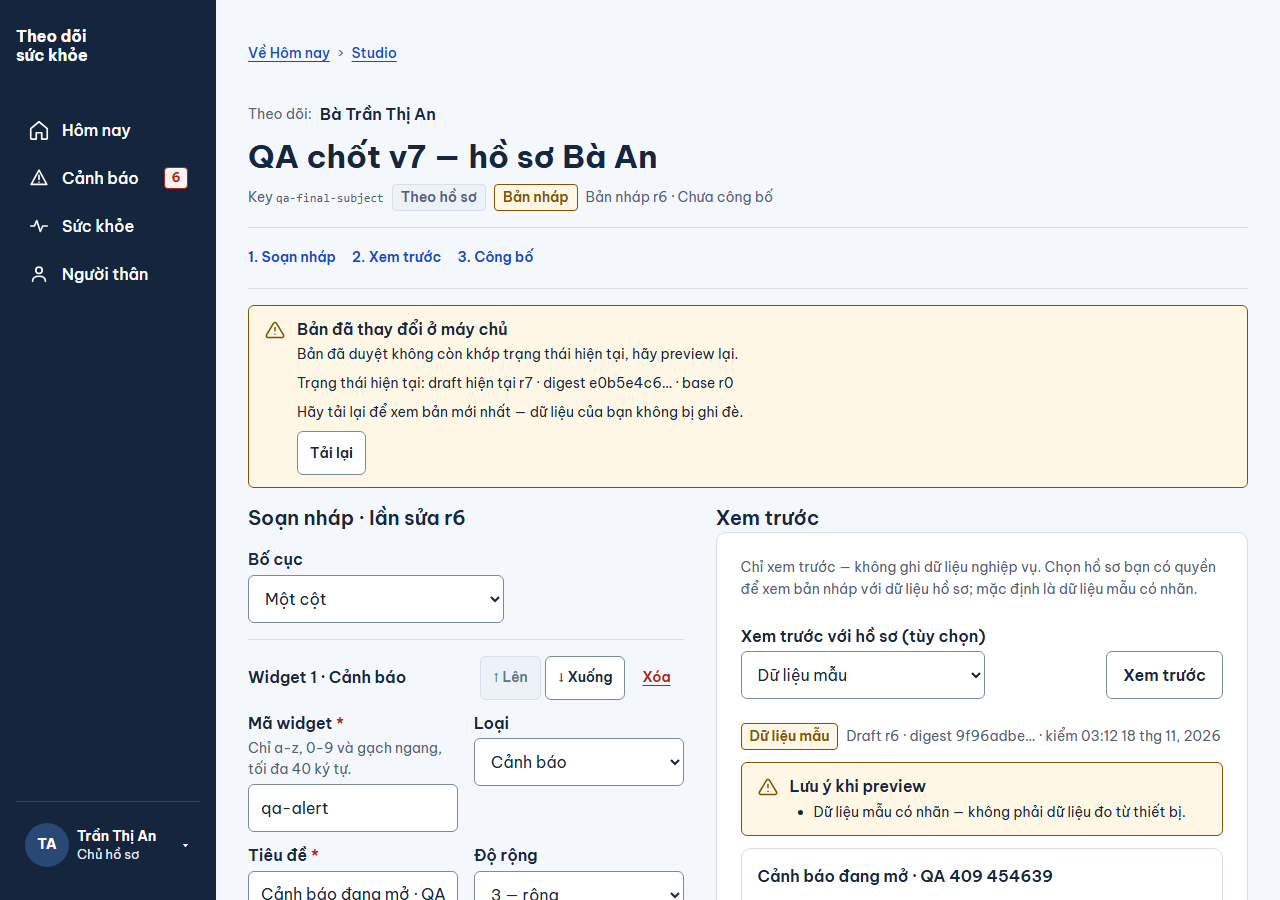 Theo dõi
sức khỏe
Hôm nay
Cảnh báo
6
Sức khỏe
Người thân
TA
Trần Thị An
Chủ hồ sơ
Về Hôm nay › Studio
Theo dõi: Bà Trần Thị An
QA chốt v7 — hồ sơ Bà An
Key qa-final-subject Theo hồ sơ Bản nháp Bản nháp r6 · Chưa công bố
1. Soạn nháp 2. Xem trước 3. Công bố
Bản đã thay đổi ở máy chủ
Bản đã duyệt không còn khớp trạng thái hiện tại, hãy preview lại.
Trạng thái hiện tại: draft hiện tại r7 · digest e0b5e4c6… · base r0
Hãy tải lại để xem bản mới nhất — dữ liệu của bạn không bị ghi đè.
Tải lại
Soạn nháp · lần sửa r6
Bố cục
Một cột
Widget 1 · Cảnh báo
↑ Lên
↓ Xuống
Xóa
Mã widget *
Chỉ a-z, 0-9 và gạch ngang,
tối đa 40 ký tự.
qa-alert
Loại
Cảnh báo
Tiêu đề *
Cảnh báo đang mở · QA
Độ rộng
3 — rộng
Xem trước
Chỉ xem trước — không ghi dữ liệu nghiệp vụ. Chọn hồ sơ bạn có quyền
để xem bản nháp với dữ liệu hồ sơ; mặc định là dữ liệu mẫu có nhãn.
Xem trước với hồ sơ (tùy chọn)
Dữ liệu mẫu
Xem trước
Dữ liệu mẫu Draft r6 · digest 9f96adbe… · kiểm 03:12 18 thg 11, 2026
Lưu ý khi preview
• Dữ liệu mẫu có nhãn — không phải dữ liệu đo từ thiết bị.
Cảnh báo đang mở · QA 409 454639